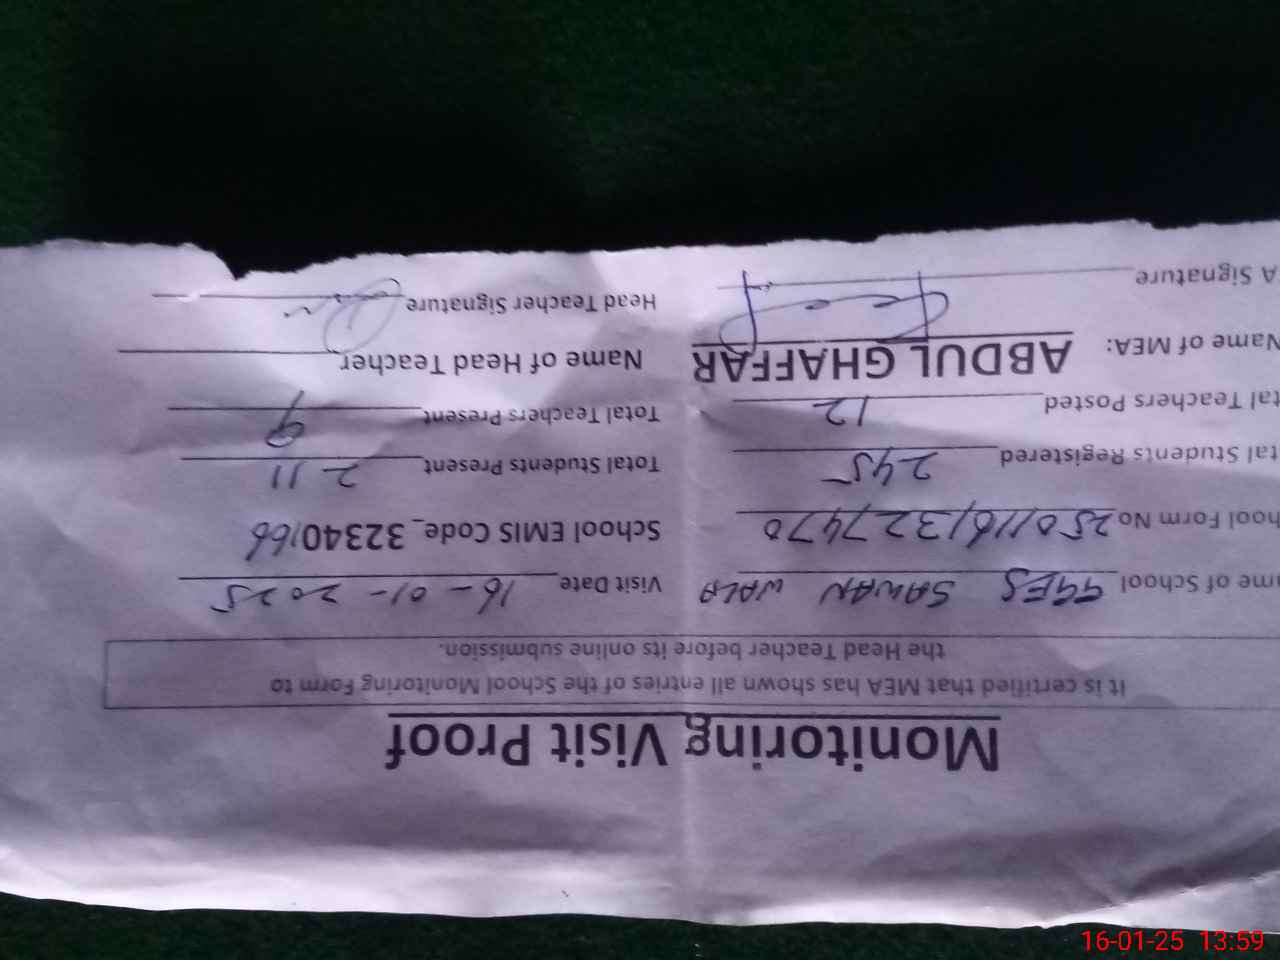 Monitoring Visit Proof
It is certified that MEA has shown all entries of the School Monitoring Form to
the Head Teacher before its online submission.
me of School GGES SAWAN WALA Visit Date 16-01-2025
hool Form No 250116/327470 School EMIS Code_ 32340166
tal Students Registered 245 Total Students Present 211
tal Teachers Posted 12 Total Teachers Present 9
Name of MEA: ABDUL GHAFFAR Name of Head Teacher
A Signature Head Teacher Signature
16-01-25 13:59